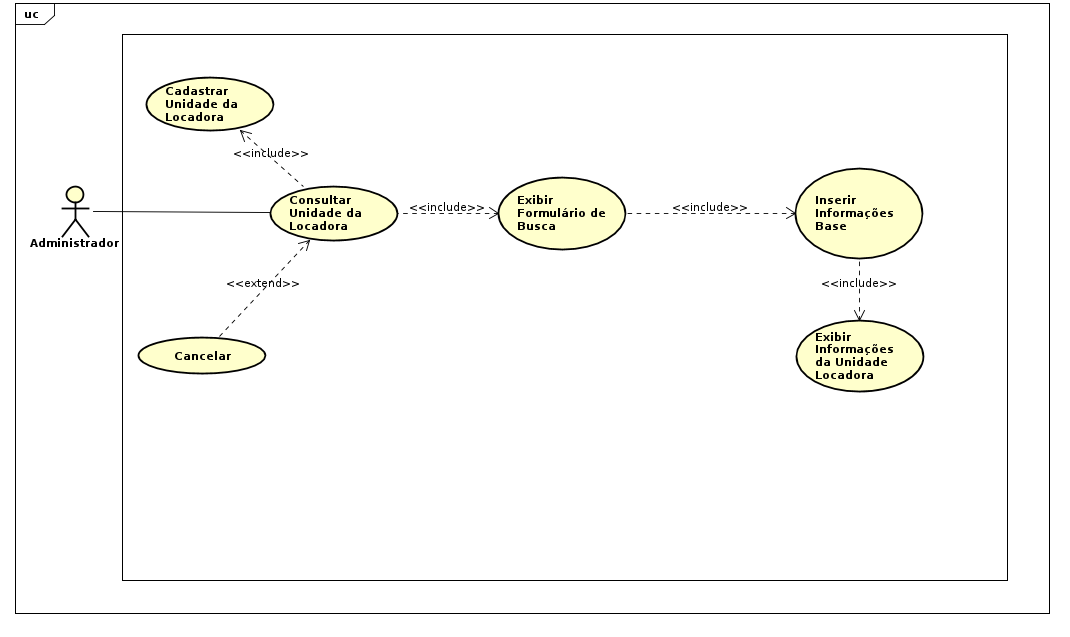 uc
Cadastrar
Unidade da
Locadora
<<include>>
Administrador
Consultar
Unidade da
Locadora
<<include>>
Exibir
Formulário de
Busca
<<include>>
Inserir
Informações
Base
<<extend>>
<<include>>
Cancelar
Exibir
Informações
da Unidade
Locadora